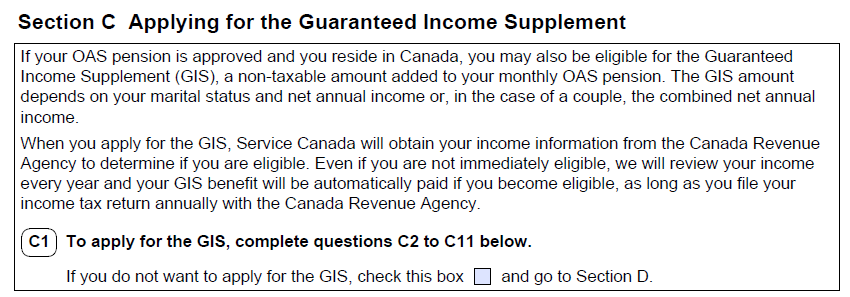 Section C Applying for the Guaranteed Income Supplement
If your OAS pension is approved and you reside in Canada, you may also be eligible for the Guaranteed
Income Supplement (GIS), a non-taxable amount added to your monthly OAS pension. The GIS amount
depends on your marital status and net annual income or, in the case of a couple, the combined net annual
income.
When you apply for the GIS, Service Canada will obtain your income information from the Canada Revenue
Agency to determine if you are eligible. Even if you are not immediately eligible, we will review your income
every year and your GIS benefit will be automatically paid if you become eligible, as long as you file your
income tax return annually with the Canada Revenue Agency.
C1 To apply for the GIS, complete questions C2 to C11 below.
If you do not want to apply for the GIS, check this box and go to Section D.